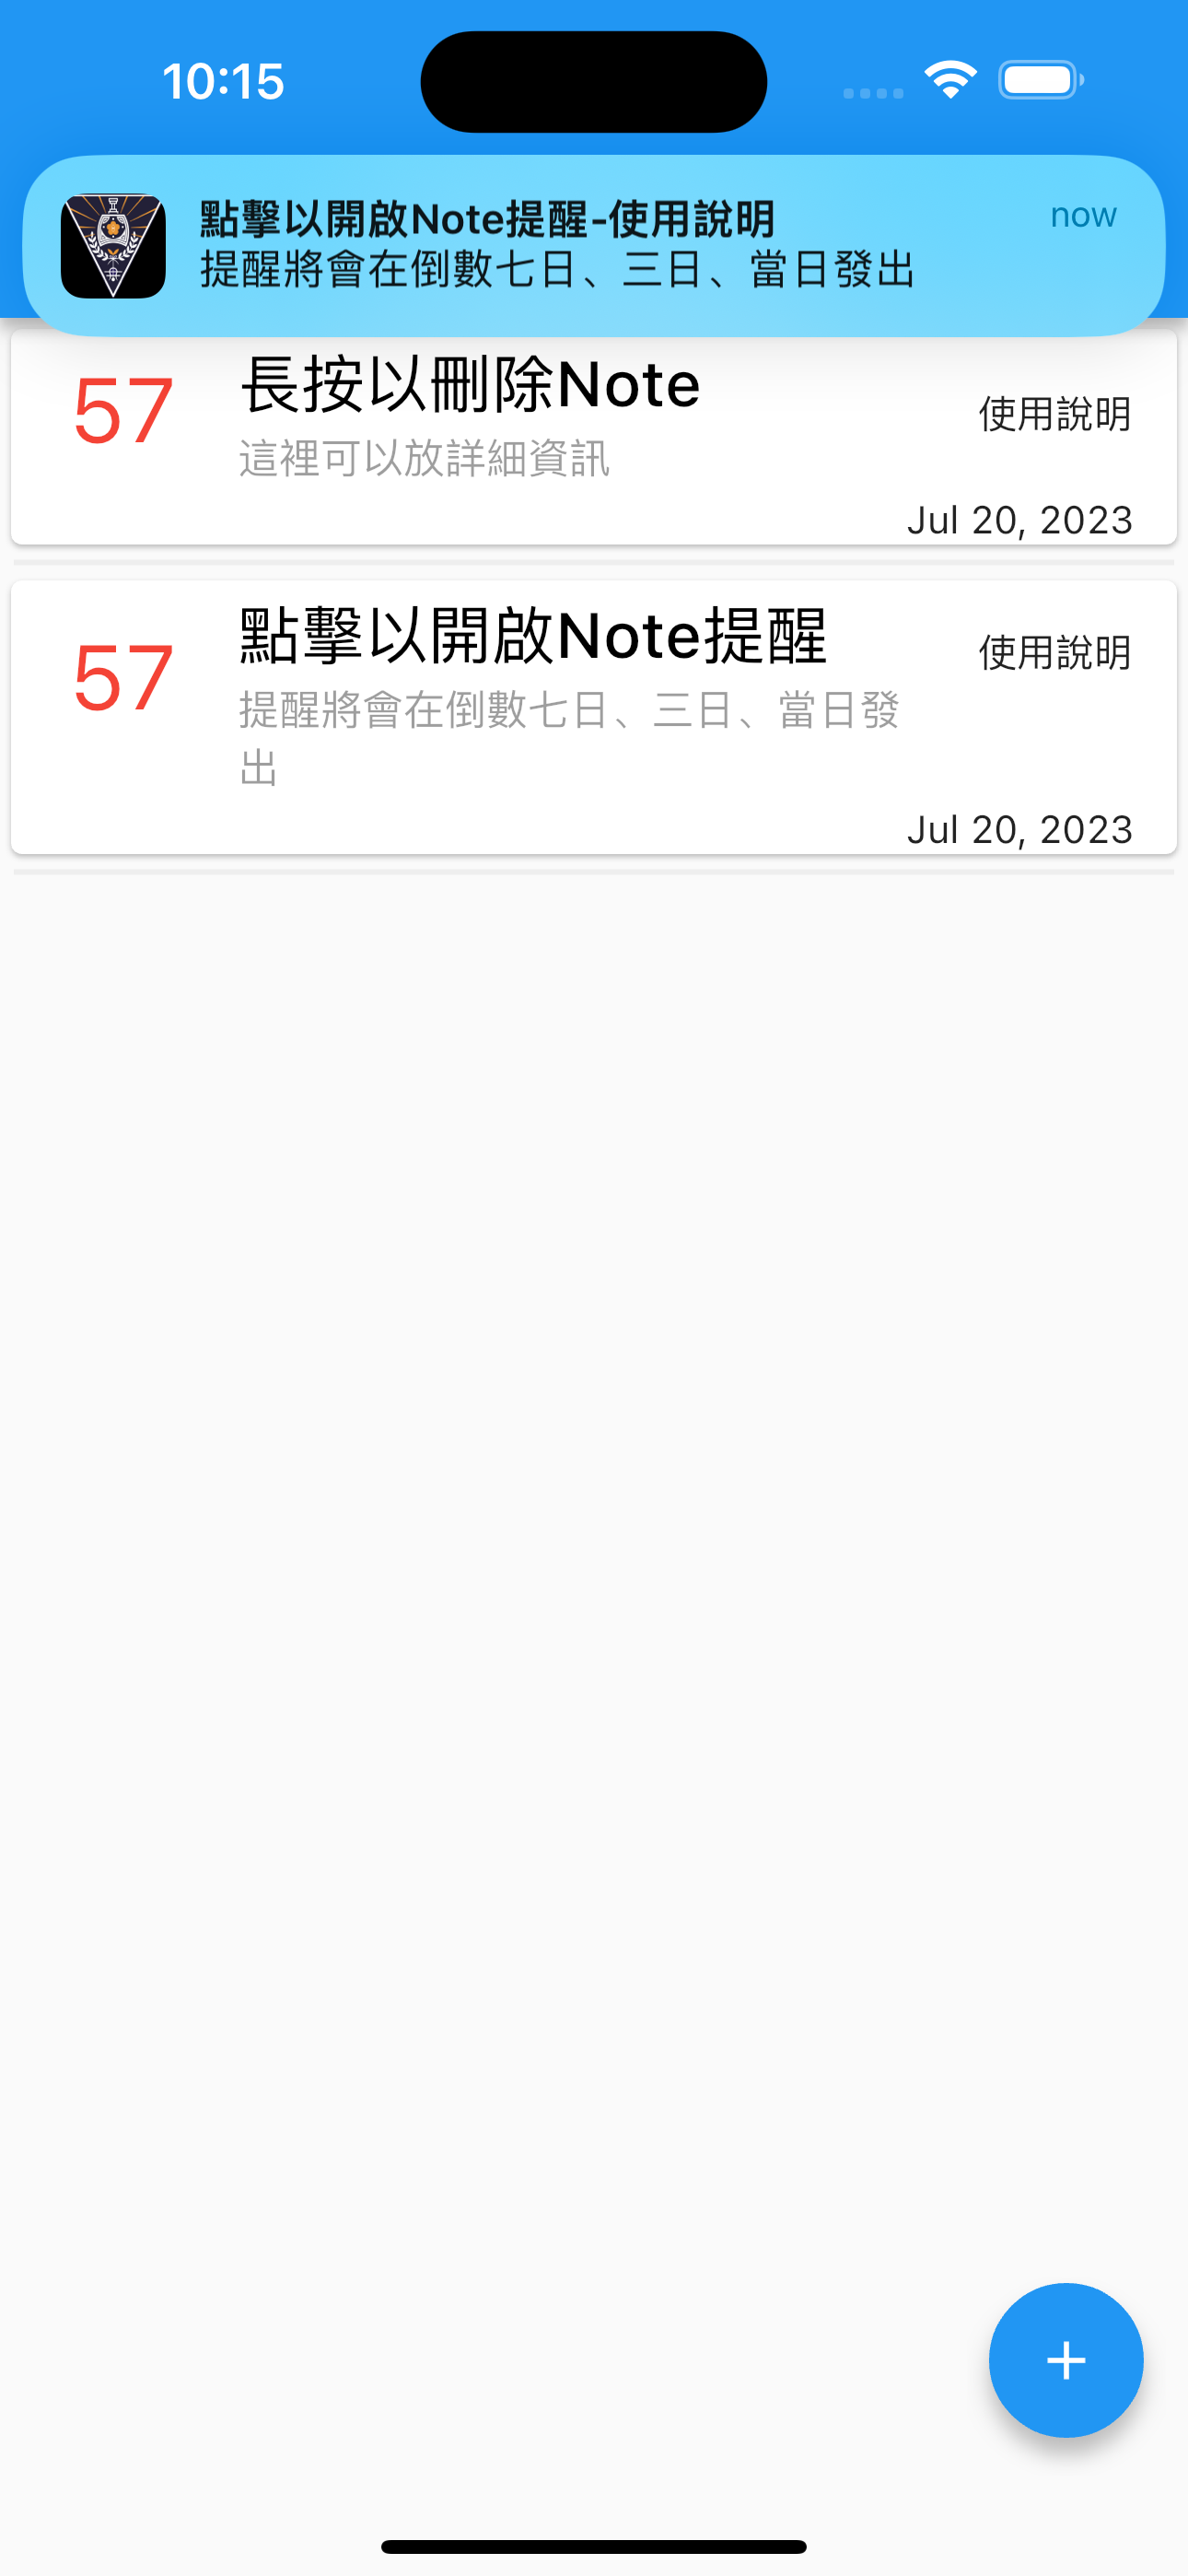 10:15
點擊以開啟Note提醒-使用說明
now
提醒將會在倒數七日、三日、當日發出
57
長按以刪除Note
使用說明
這裡可以放詳細資訊
Jul 20, 2023
57
點擊以開啟Note提醒
使用說明
提醒將會在倒數七日、三日、當日發
出
Jul 20, 2023
+